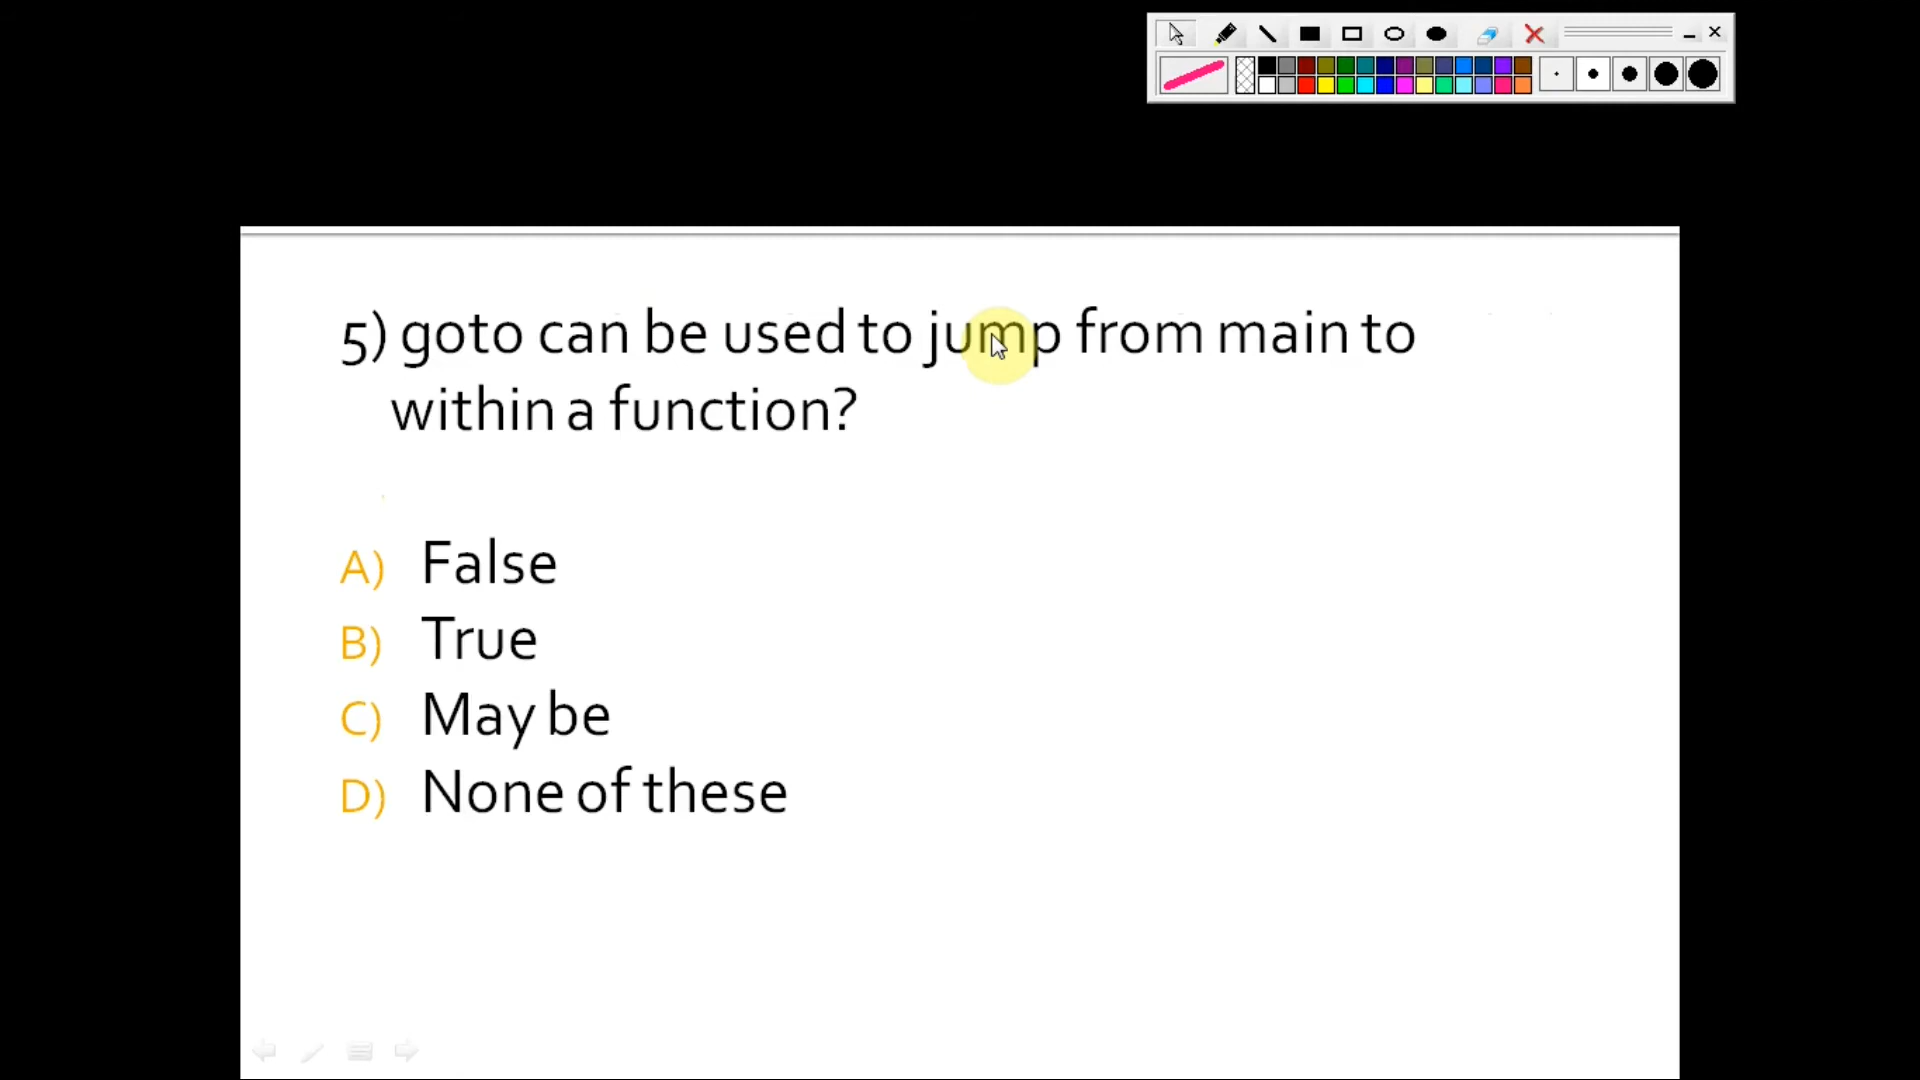 5) goto can be used to jump from main to
within a function?
A) False
B) True
C) May be
D) None of these